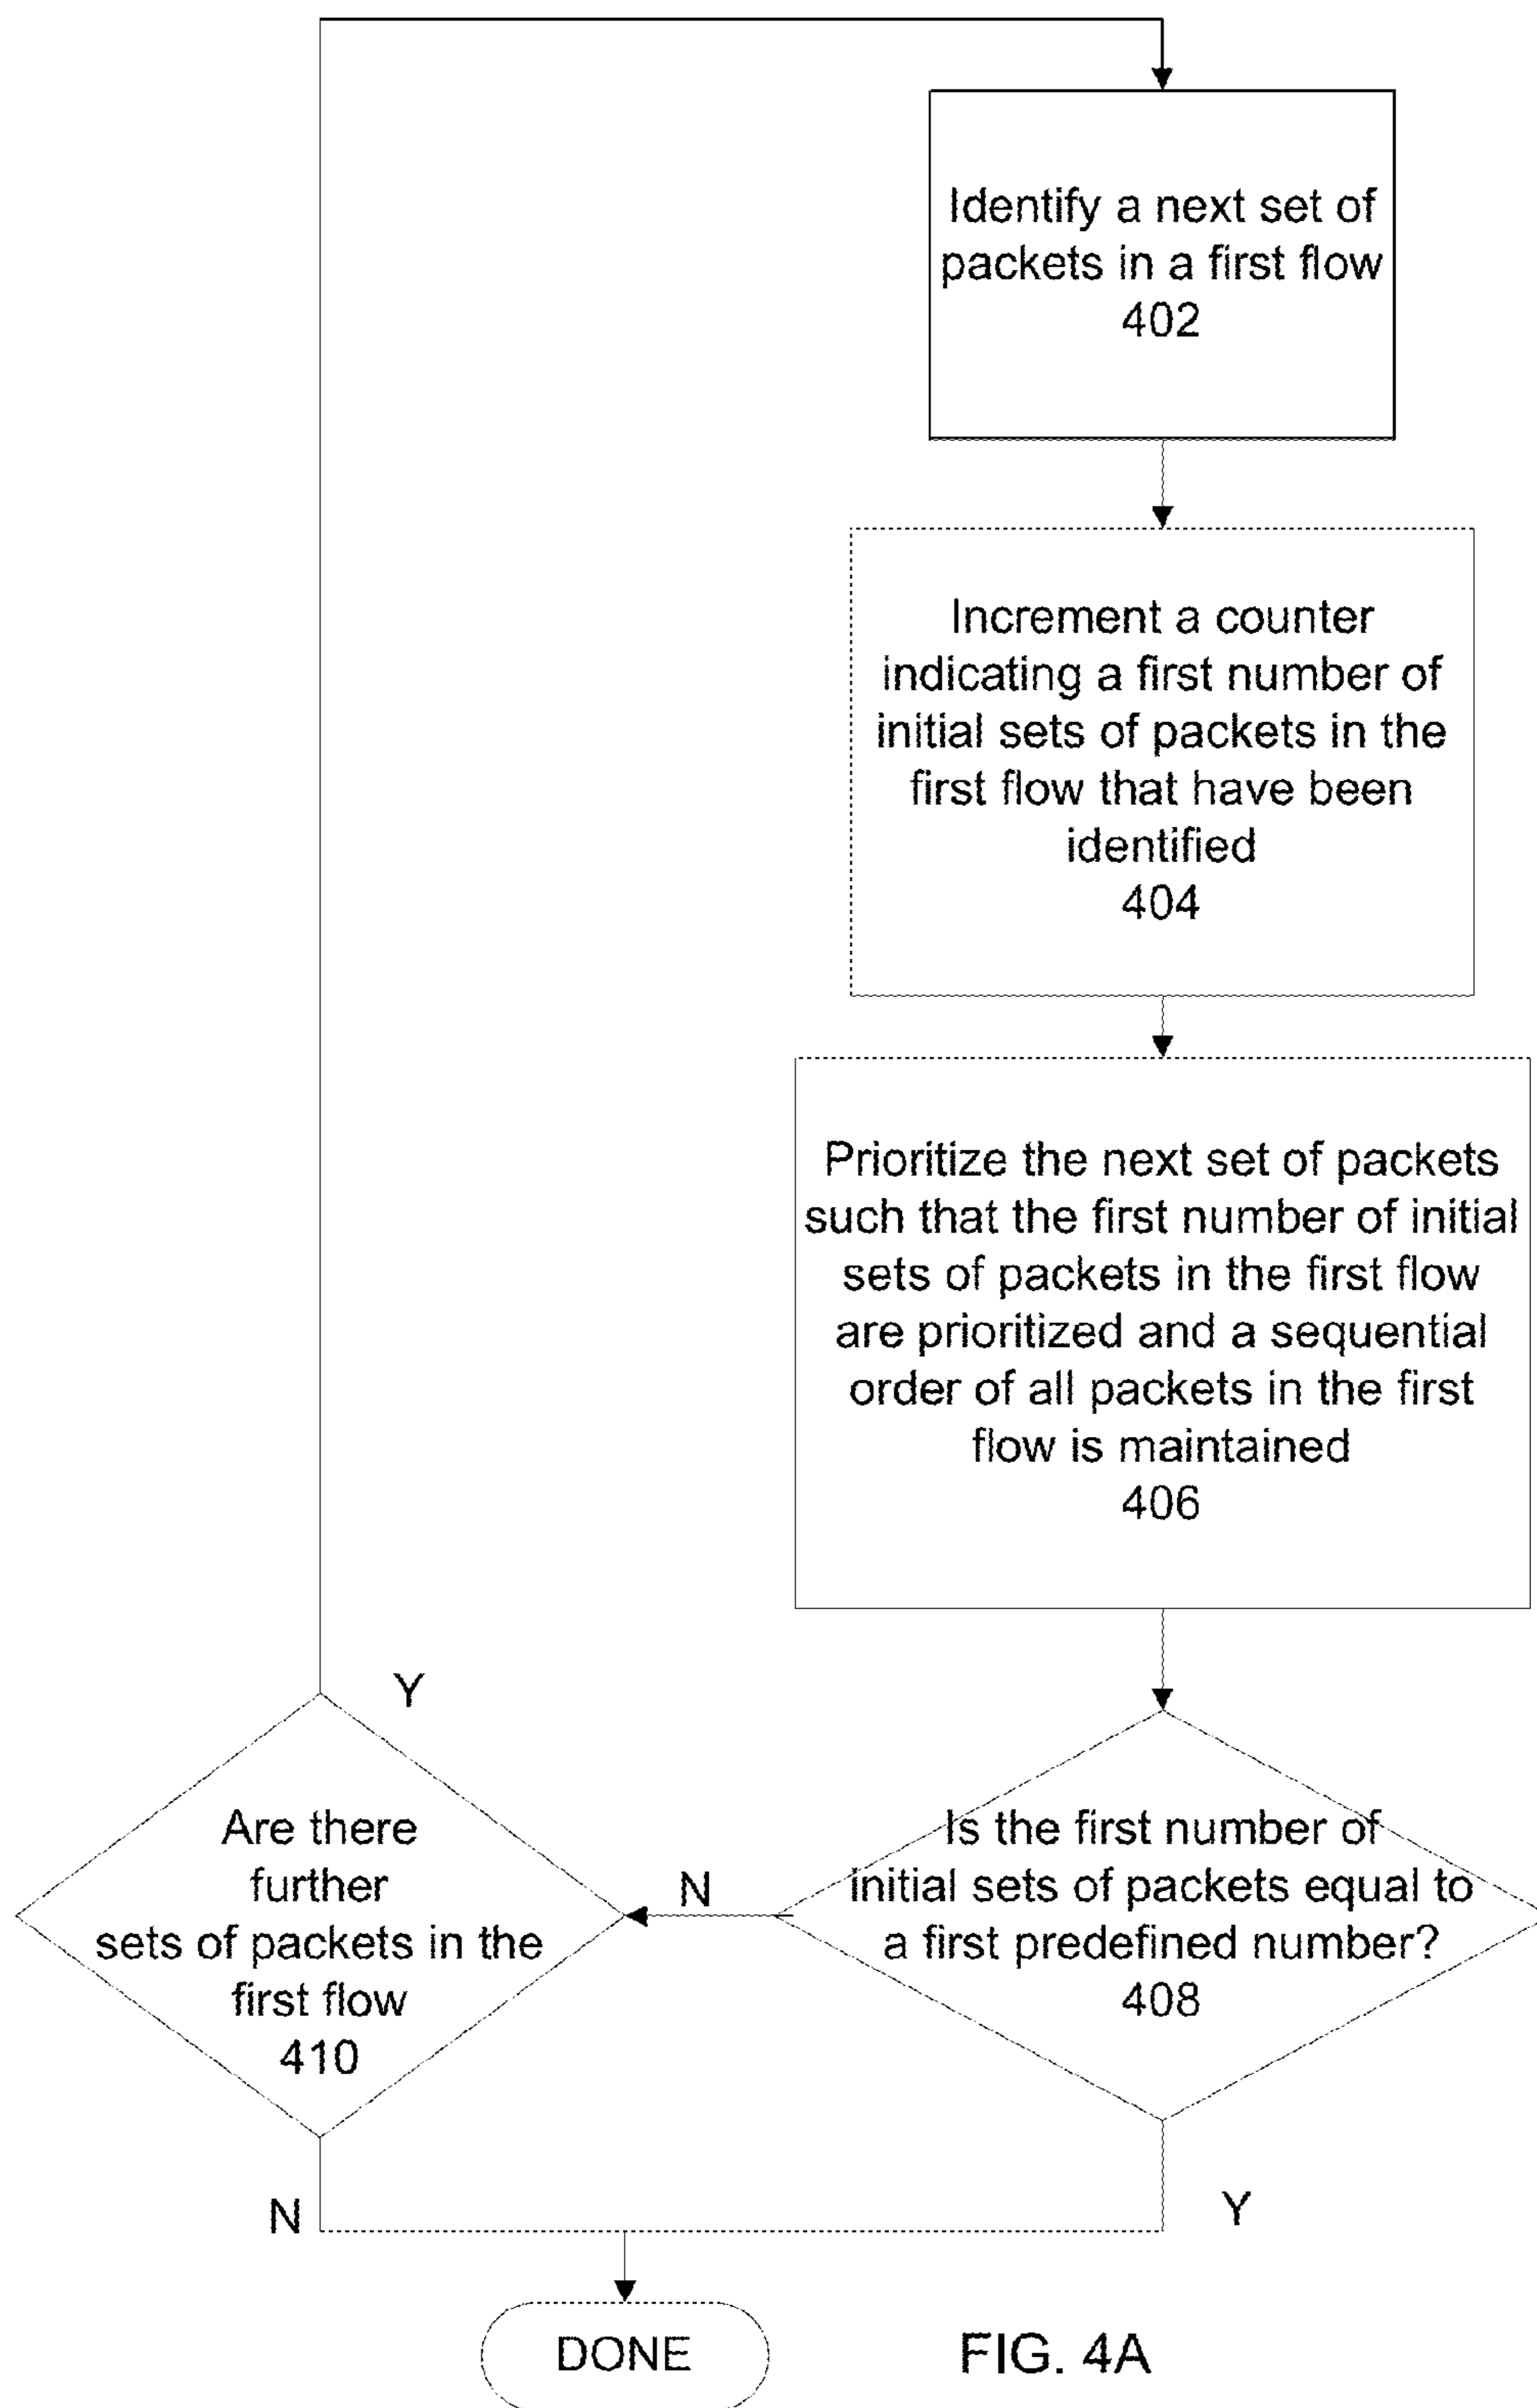 Identify a next set of
packets in a first flow
402
Increment a counter
indicating a first number of
initial sets of packets in the
first flow that have been
identified
404
Prioritize the next set of packets
such that the first number of initial
sets of packets in the first flow
are prioritized and a sequential
order of all packets in the first
flow is maintained
406
Y
Are there
further
sets of packets in the
first flow
410
N
Is the first number of
initial sets of packets equal to
a first predefined number?
408
N
Y
DONE
FIG. 4A